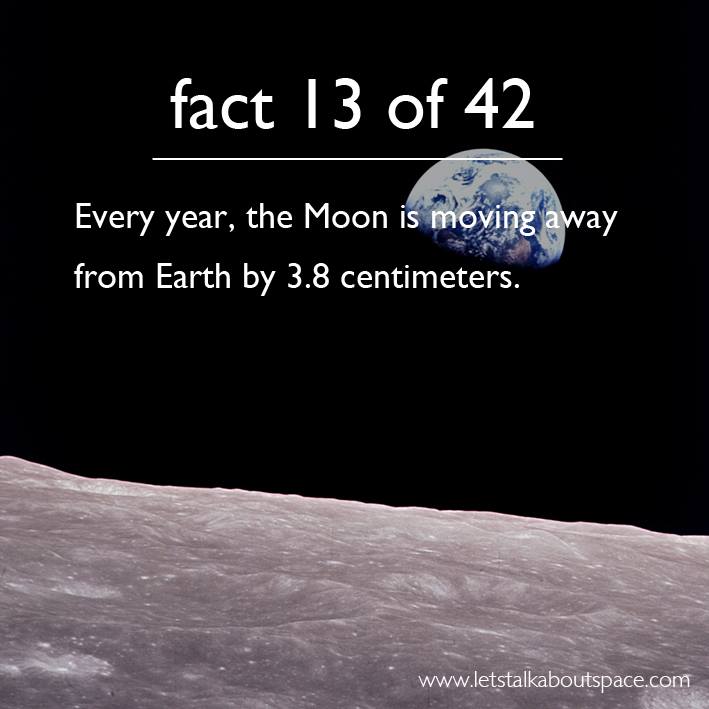 fact 13 of 42
Every year, the Moon is moving away
from Earth by 3.8 centimeters.
www.letstalkaboutspace.com